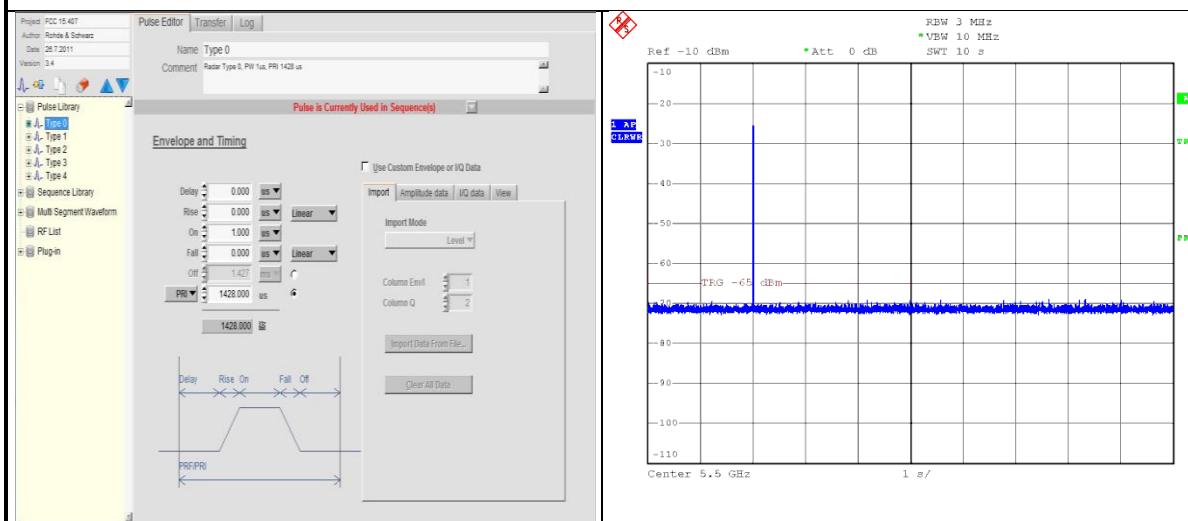 Project FCC 15.407
Author Rohde & Schwarz
Date 26.7.2011
Version 3.4
Pulse Library
Type 0
Type 1
Type 2
Type 3
Type 4
Sequence Library
Multi Segment Waveform
RF List
Plug-in
Pulse Editor Transfer Log
Name Type 0
Comment Radar Type 0, PW 1us, PRI 1428 us
Pulse is Currently Used in Sequence(s)
Envelope and Timing
Delay 0.000 us
Rise 0.000 us Linear
On 1.000 us
Fall 0.000 us Linear
Off 1.427 ms
PRI 1428.000 us
1428.000
Delay Rise On Fall Off
PRF/PRI
Use Custom Envelope or I/Q Data
Import Amplitude data I/Q data View
Import Mode
Level
Column Env/I 1
Column Q 2
Import Data From File...
Clear All Data
R S
RBW 3 MHz
*VBW 10 MHz
Ref -10 dBm *Att 0 dB SWT 10 s
-10
-20
1 AP
CLRWR
-30
-40
-50
-60
TRG -65 dBm
-70
-80
-90
-100
-110
Center 5.5 GHz 1 s/